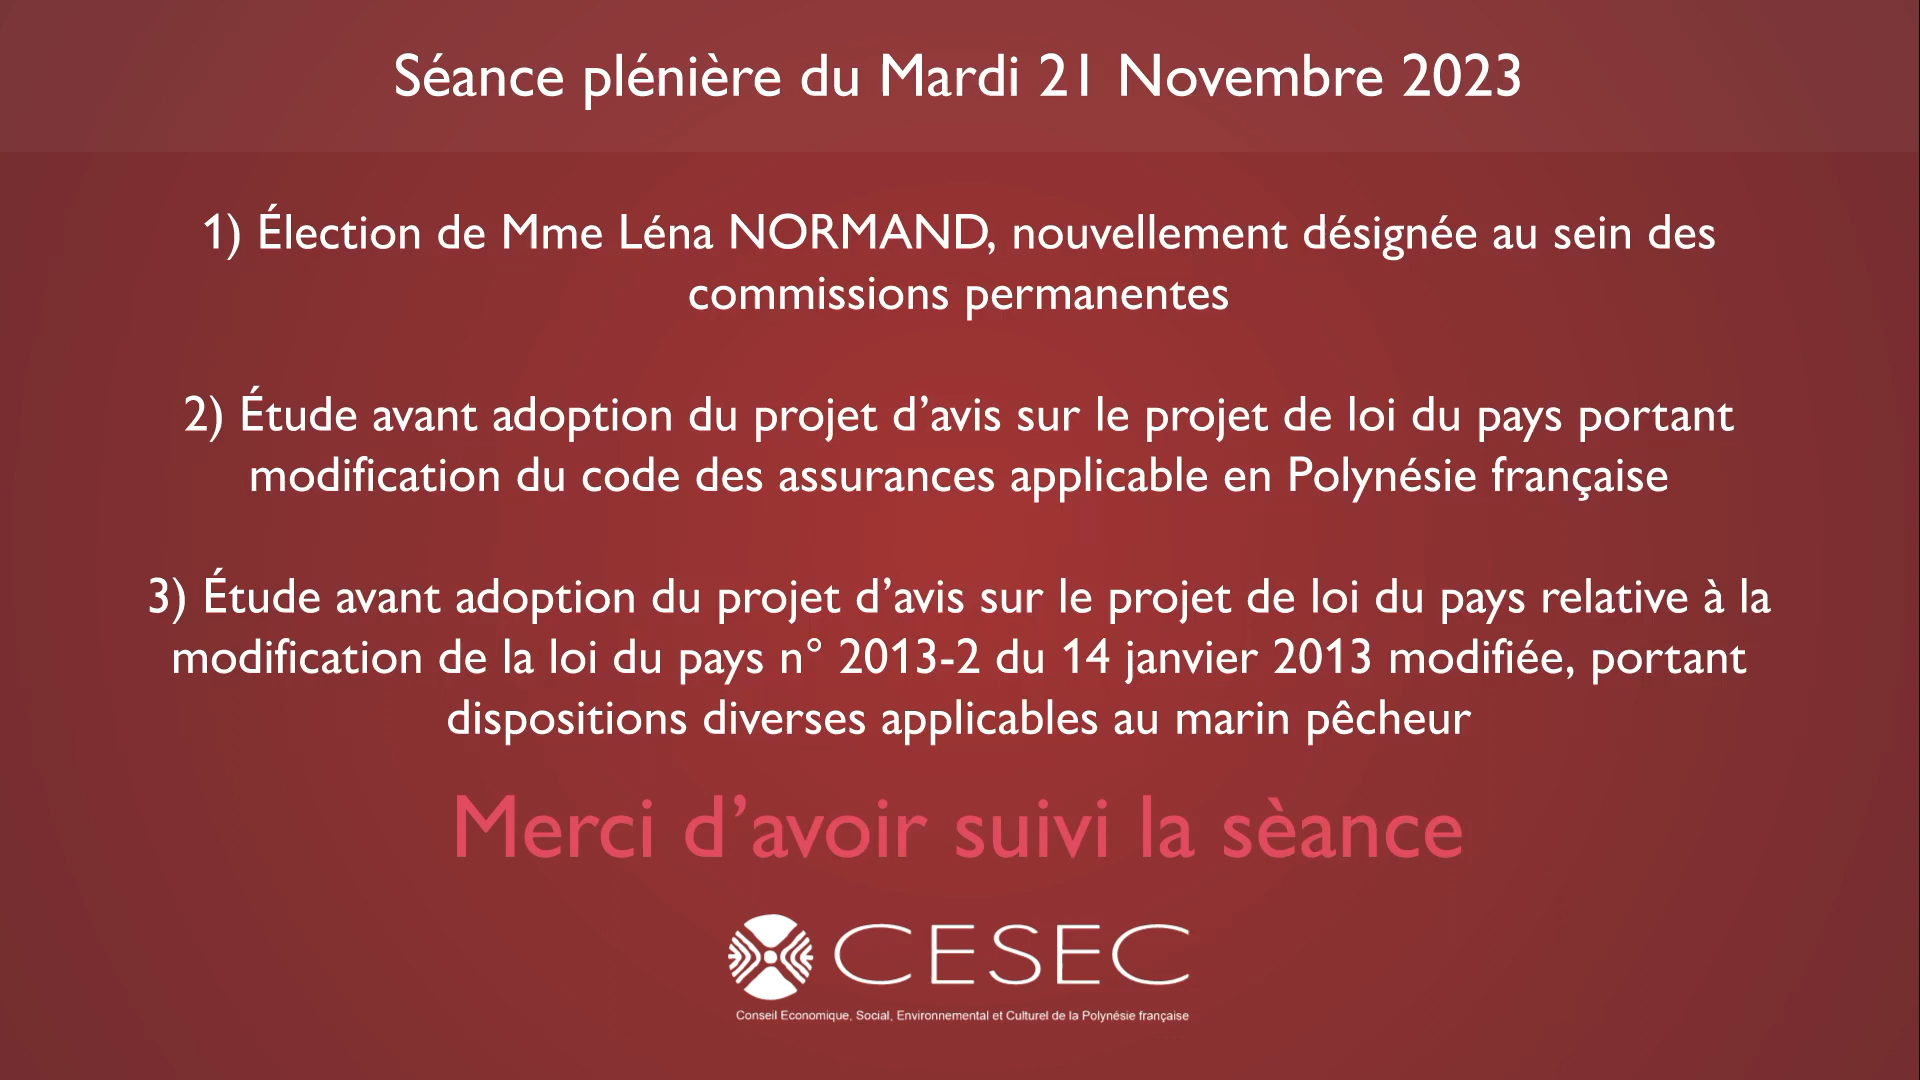 Séance plénière du Mardi 21 Novembre 2023
1) Élection de Mme Léna NORMAND, nouvellement désignée au sein des
commissions permanentes
2) Étude avant adoption du projet d’avis sur le projet de loi du pays portant
modification du code des assurances applicable en Polynésie française
3) Étude avant adoption du projet d’avis sur le projet de loi du pays relative à la
modification de la loi du pays n° 2013-2 du 14 janvier 2013 modifiée, portant
dispositions diverses applicables au marin pêcheur
Merci d’avoir suivi la sèance
CESEC
Conseil Economique, Social, Environnemental et Culturel de la Polynésie française